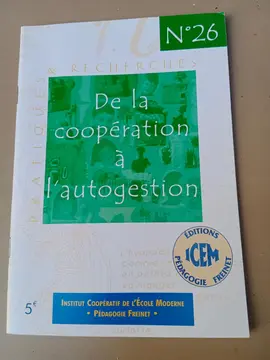 N°26
& RECHERCHES
PRATIQUES
De la
coopération
à
l'autogestion
ÉDITIONS
ICEM
PÉDAGOGIE FREINET
5€
INSTITUT COOPÉRATIF DE L'ÉCOLE MODERNE
• PÉDAGOGIE FREINET •